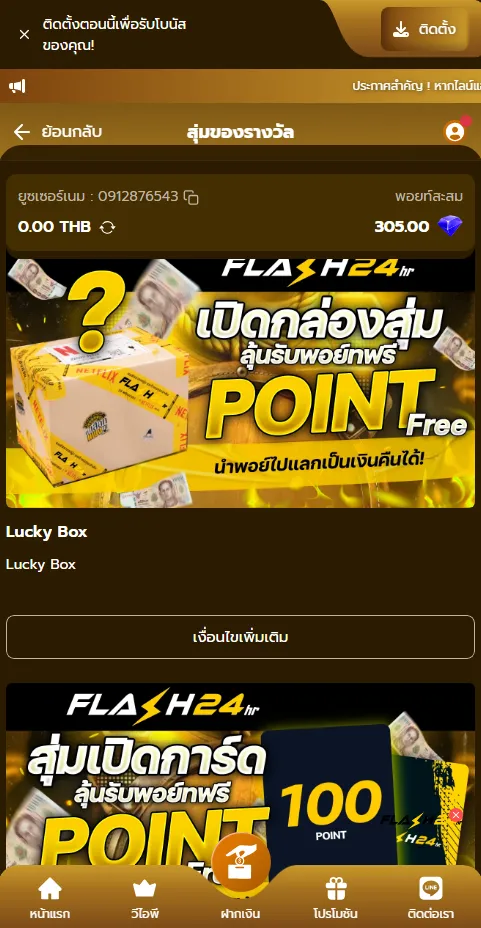 ติดตั้งตอนนี้เพื่อรับโบนัส
ของคุณ!
ติดตั้ง
ประกาศสำคัญ ! หากไลน์แ
ย้อนกลับ
สุ่มของรางวัล
ยูซเซอร์เนม : 0912876543
พอยท์สะสม
0.00 THB
305.00
FLASH24hr
?
เปิดกล่องสุ่ม
ลุ้นรับพอยท์ฟรี
POINT
Free
นำพอยไปแลกเป็นเงินคืนได้!
NETFLIX
Lucky Box
Lucky Box
เงื่อนไขเพิ่มเติม
FLASH24hr
สุ่มเปิดการ์ด
ลุ้นรับพอยท์ฟรี
POINT
100
POINT
FLASH24
SH24hr
หน้าแรก
วีไอพี
ฝากเงิน
โปรโมชัน
LINE
ติดต่อเรา